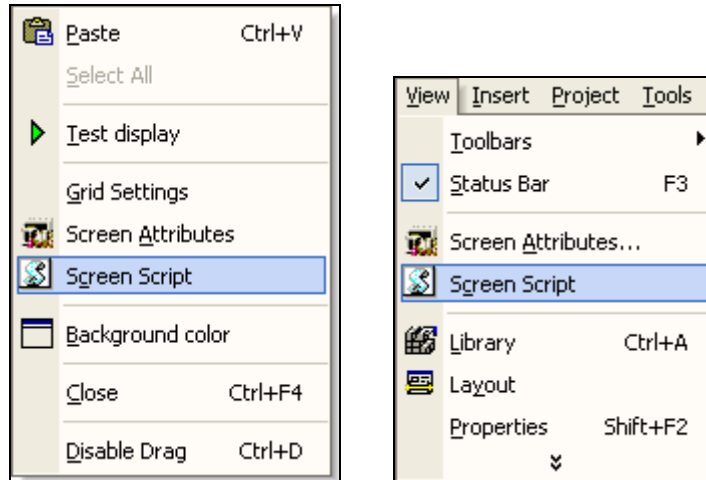 Paste Ctrl+V
Select All
Test display
Grid Settings
Screen Attributes
Screen Script
Background color
Close Ctrl+F4
Disable Drag Ctrl+D
View Insert Project Tools
Toolbars
Status Bar F3
Screen Attributes...
Screen Script
Library Ctrl+A
Layout
Properties Shift+F2